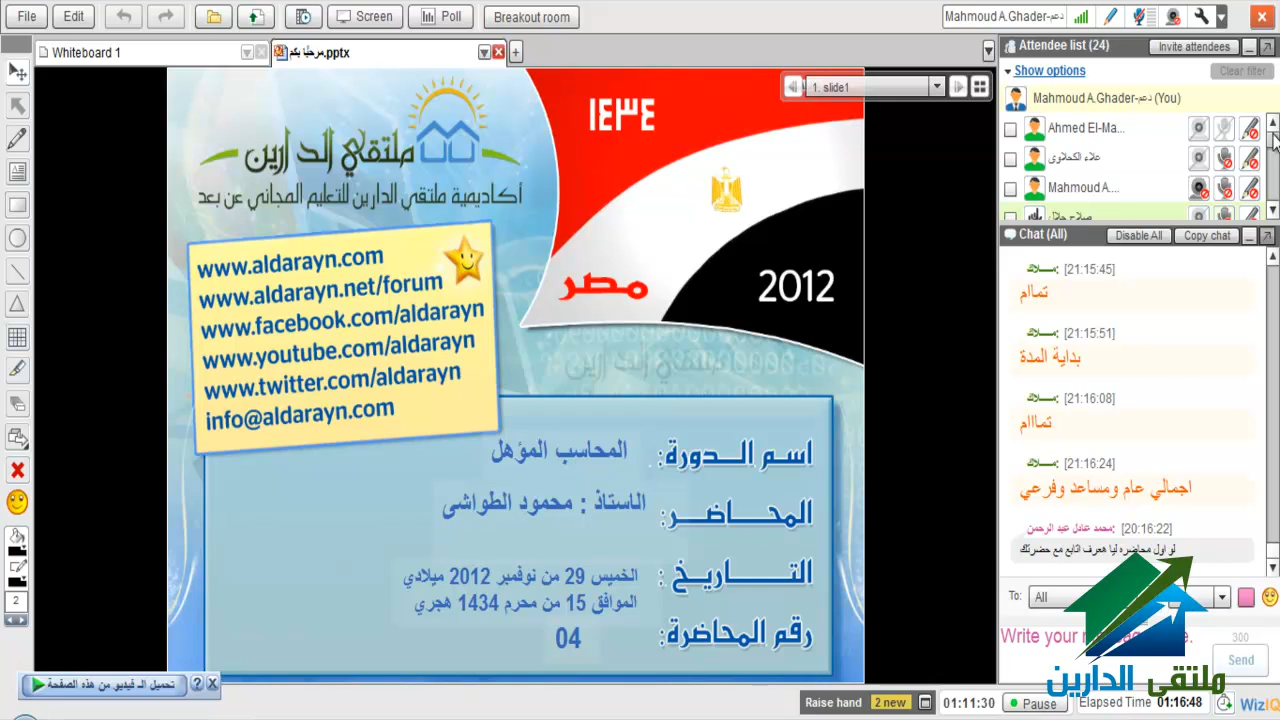 File
Edit
Screen
Poll
Breakout room
Mahmoud A.Ghader-دعم
Whiteboard 1
مرحبًا بكم.pptx
1. slide1
Attendee list (24)
Invite attendees
Show options
Clear filter
Mahmoud A.Ghader-دعم (You)
Ahmed El-Ma...
علاء الكحلاوى
Mahmoud A....
صلاح جلال
Chat (All)
Disable All
Copy chat
[21:15:45]
تماام
[21:15:51]
بداية المدة
[21:16:08]
تمااام
[21:16:24]
اجمالي عام ومساعد وفرعي
محمد عادل عبد الرحمن [20:16:22]
لو اول محاضره ليا هعرف اتابع مع حضرتك
To: All
300
Send
ملتقى الدارين
أكاديمية ملتقي الدارين للتعليم المجاني عن بعد
١٤٣٤
مصر
2012
www.aldarayn.com
www.aldarayn.net/forum
www.facebook.com/aldarayn
www.youtube.com/aldarayn
www.twitter.com/aldarayn
info@aldarayn.com
اسم الدورة: المحاسب المؤهل
المحاضر: الاستاذ : محمود الطواشى
التاريخ: الخميس 29 من نوفمبر 2012 ميلادي
الموافق 15 من محرم 1434 هجري
رقم المحاضرة: 04
2
تحميل الـ فيديو من هذه الصفحة
?
X
Raise hand
2 new
01:11:30
Pause
Elapsed Time 01:16:48
ملتقى الدارين